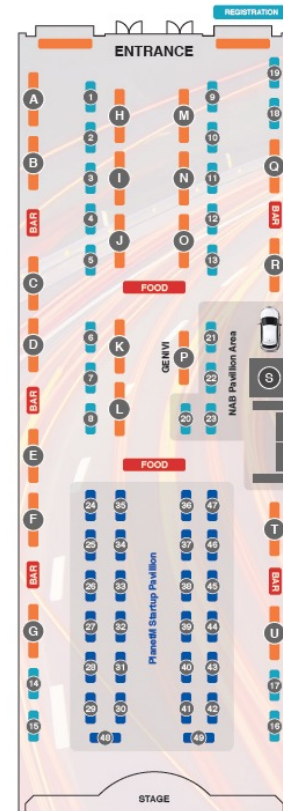 REGISTRATION
ENTRANCE
19
A 1 H M 9
18
2 10
B Q
3 I N 11
BAR 4 12 BAR
J O
5 13 R
C
FOOD
6 K P 21
D GENIVI
7 22 S
NAB Pavillion Area
BAR L
8 20 23
E
FOOD
24 35 36 47
F T
25 34 37 46
26 33 38 45
BAR BAR
PlanetM Startup Pavillion
27 32 39 44
G U
28 31 40 43
14 17
29 30 41 42
15 16
48 49
STAGE